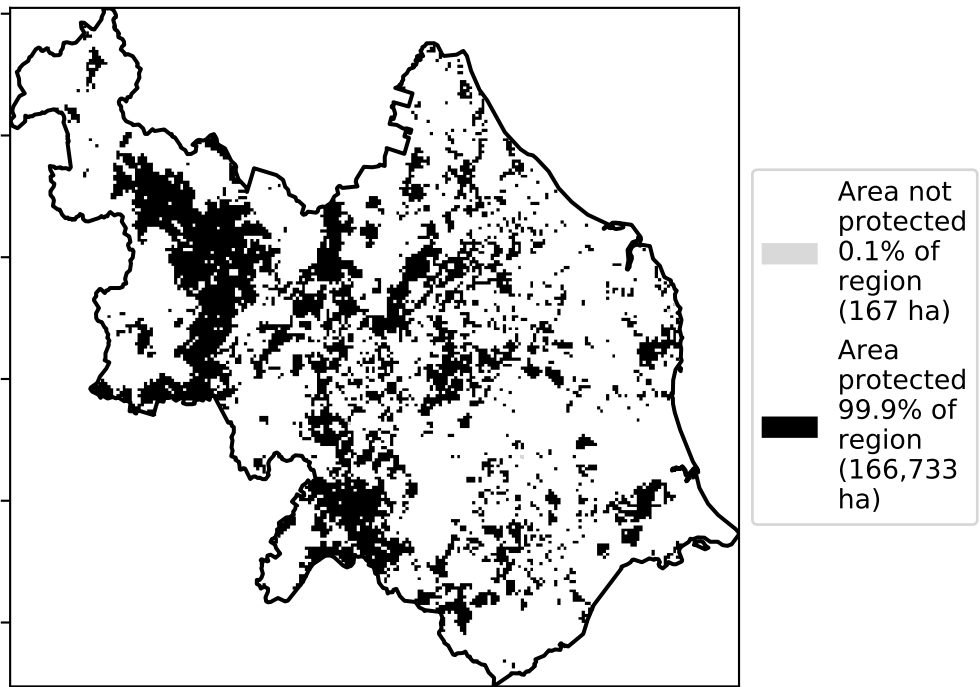 Area not
protected
0.1% of
region
(167 ha)
Area
protected
99.9% of
region
(166,733
ha)